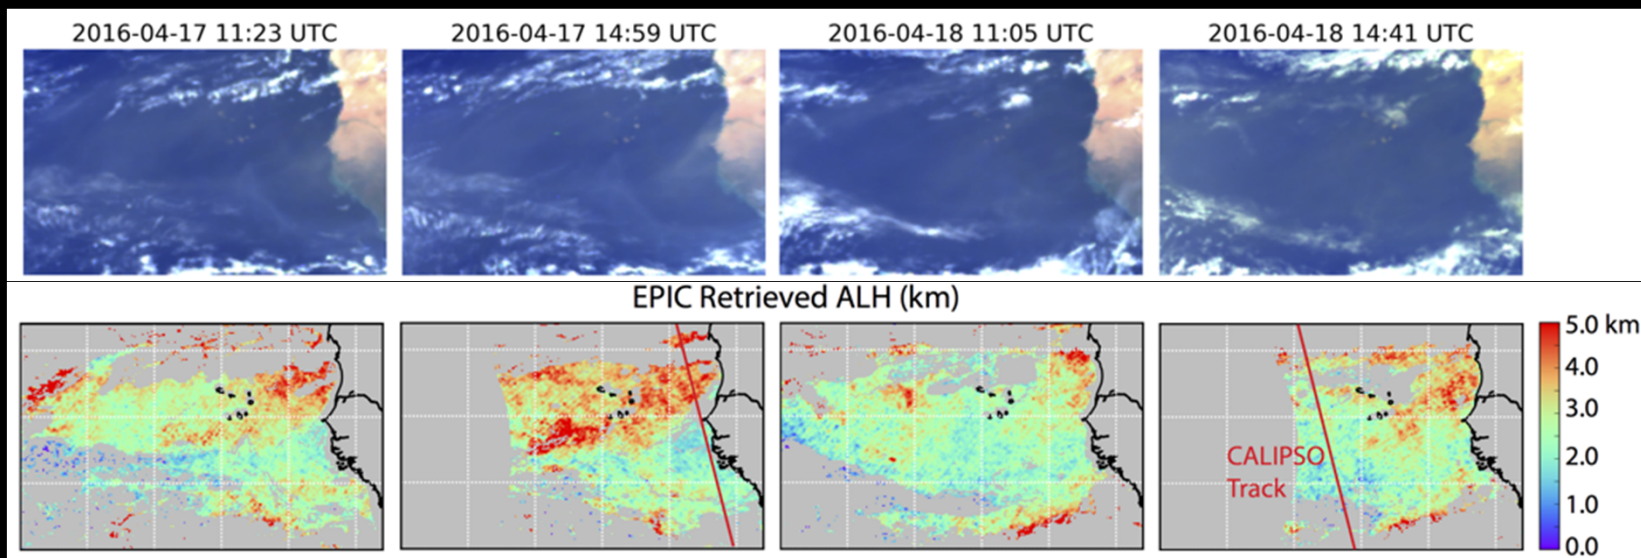 2016-04-17 11:23 UTC
2016-04-17 14:59 UTC
2016-04-18 11:05 UTC
2016-04-18 14:41 UTC
EPIC Retrieved ALH (km)
CALIPSO
Track
5.0 km
4.0
3.0
2.0
1.0
0.0